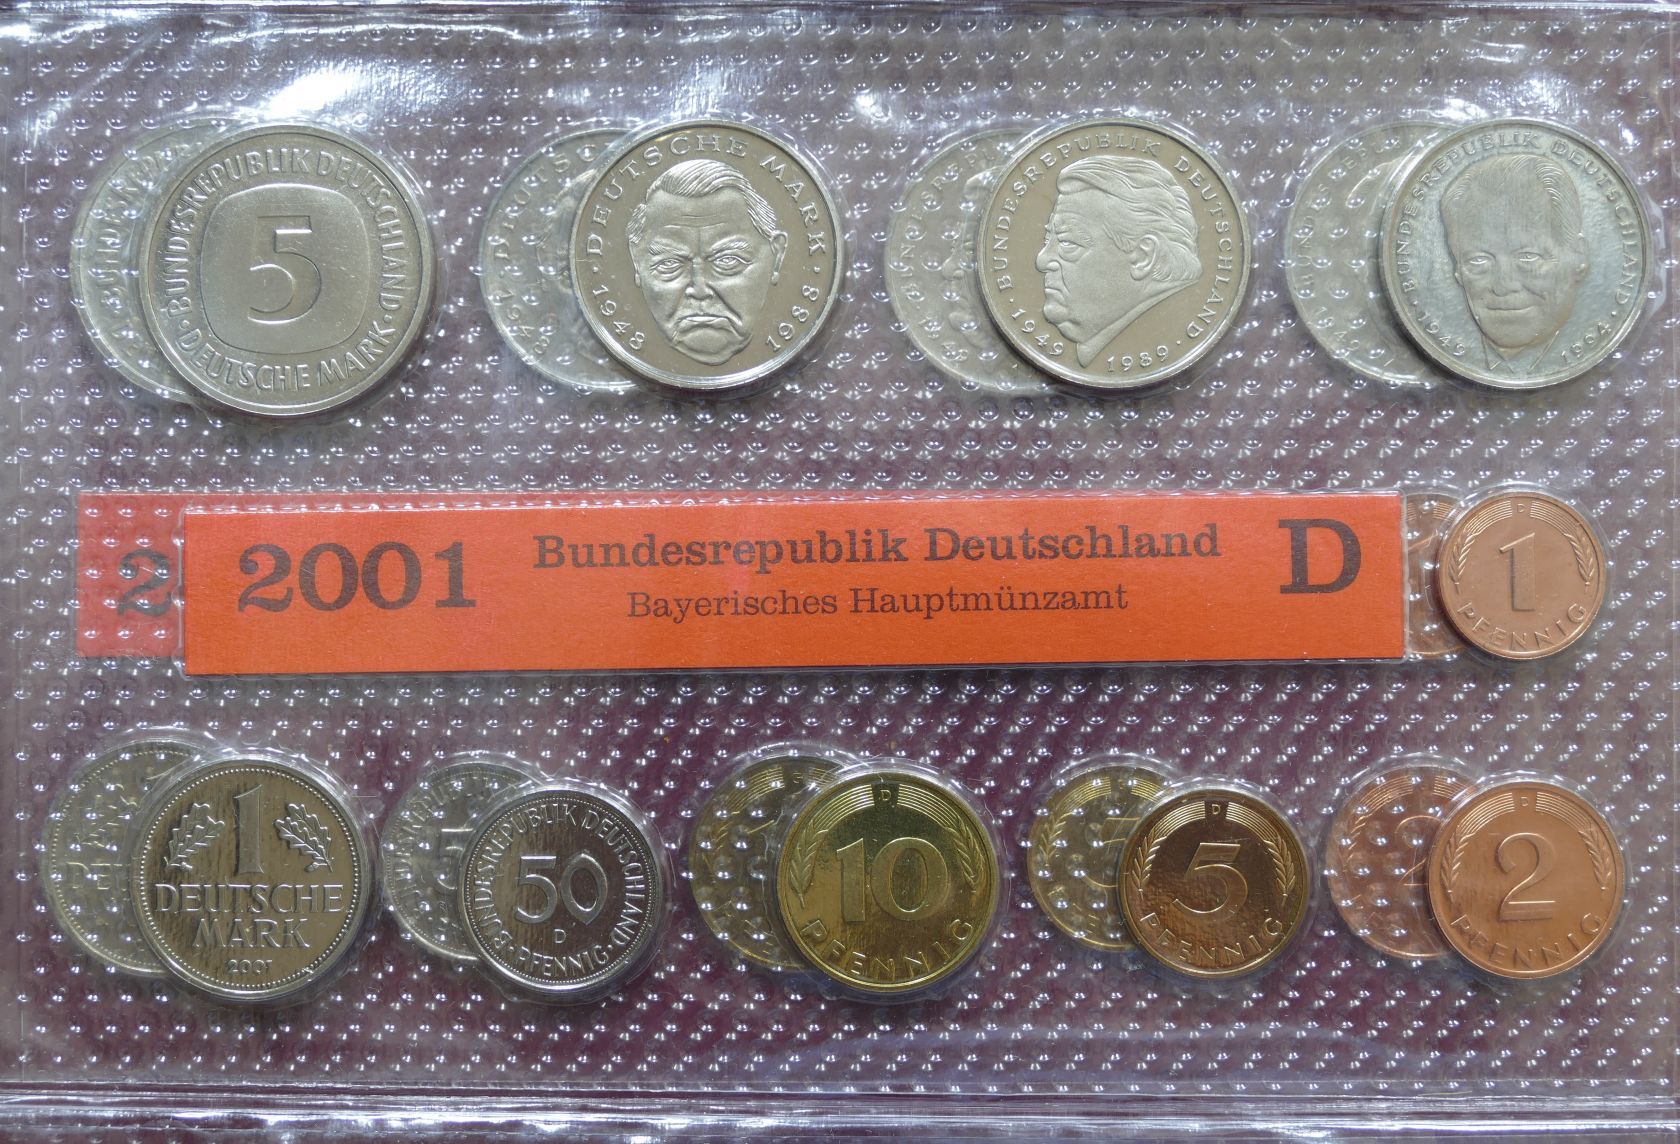 BUNDESREPUBLIK DEUTSCHLAND
5
DEUTSCHE MARK
DEUTSCHE MARK
1948 1988
BUNDESREPUBLIK DEUTSCHLAND
1949 1989
BUNDESREPUBLIK DEUTSCHLAND
1949 1994
2
2001
Bundesrepublik Deutschland
Bayerisches Hauptmünzamt
D
D
1
PFENNIG
1
DEUTSCHE
MARK
2001
BUNDESREPUBLIK DEUTSCHLAND
50
D
PFENNIG
D
10
PFENNIG
D
5
PFENNIG
D
2
PFENNIG